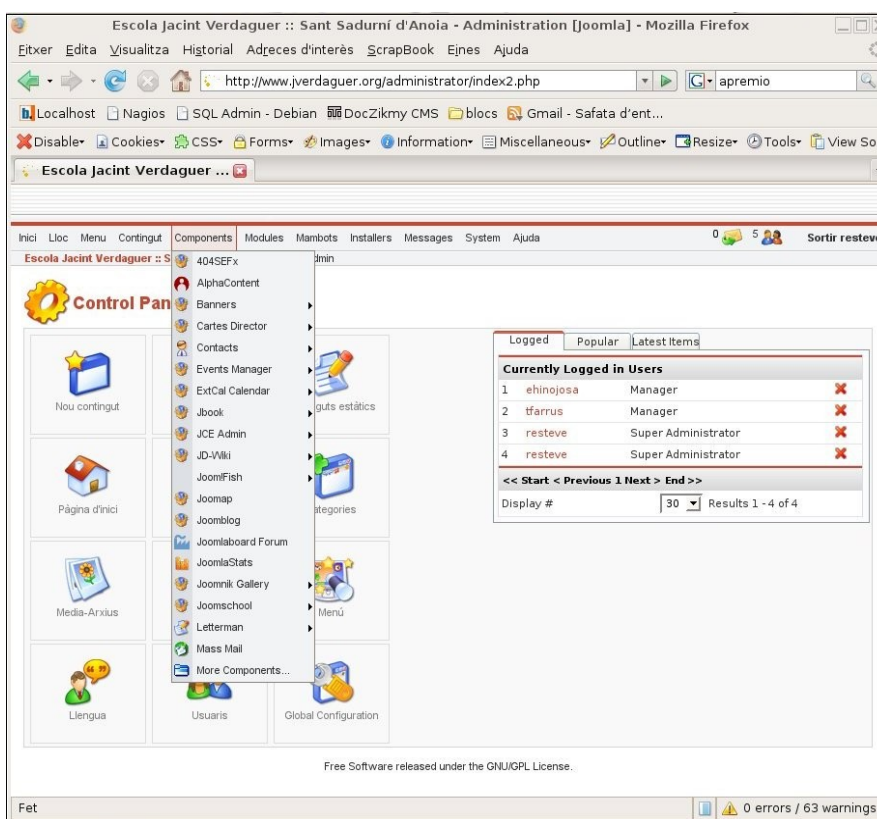 Escola Jacint Verdaguer :: Sant Sadurní d'Anoia - Administration [Joomla] - Mozilla Firefox
Fitxer Edita Visualitza Historial Adreces d'interès ScrapBook Eines Ajuda
http://www.jverdaguer.org/administrator/index2.php
G apremio
b. Localhost Nagios SQL Admin - Debian DocZikmy CMS blocs Gmail - Safata d'ent...
Disable Cookies CSS Forms Images Information Miscellaneous Outline Resize Tools View So
Escola Jacint Verdaguer ...
Inici Lloc Menu Contingut Components Modules Mambots Installers Messages System Ajuda 0 5 Sortir resteve
Escola Jacint Verdaguer :: S dmin
Control Pan
404SEFx
AlphaContent
Banners
Cartes Director
Contacts
Events Manager
ExtCal Calendar
Jbook
JCE Admin
JD-Wiki
Joom!Fish
Joomap
Joomblog
Joomlaboard Forum
JoomlaStats
Joomnik Gallery
Joomschool
Letterman
Mass Mail
More Components...
Nou contingut
guts estàtics
Pàgina d'inici
ategories
Media-Arxius
Menú
Llengua
Usuaris
Global Configuration
Logged Popular Latest Items
Currently Logged in Users
1 ehinojosa Manager
2 tfarrus Manager
3 resteve Super Administrator
4 resteve Super Administrator
<< Start < Previous 1 Next > End >>
Display # 30 Results 1 - 4 of 4
Free Software released under the GNU/GPL License.
Fet
0 errors / 63 warnings